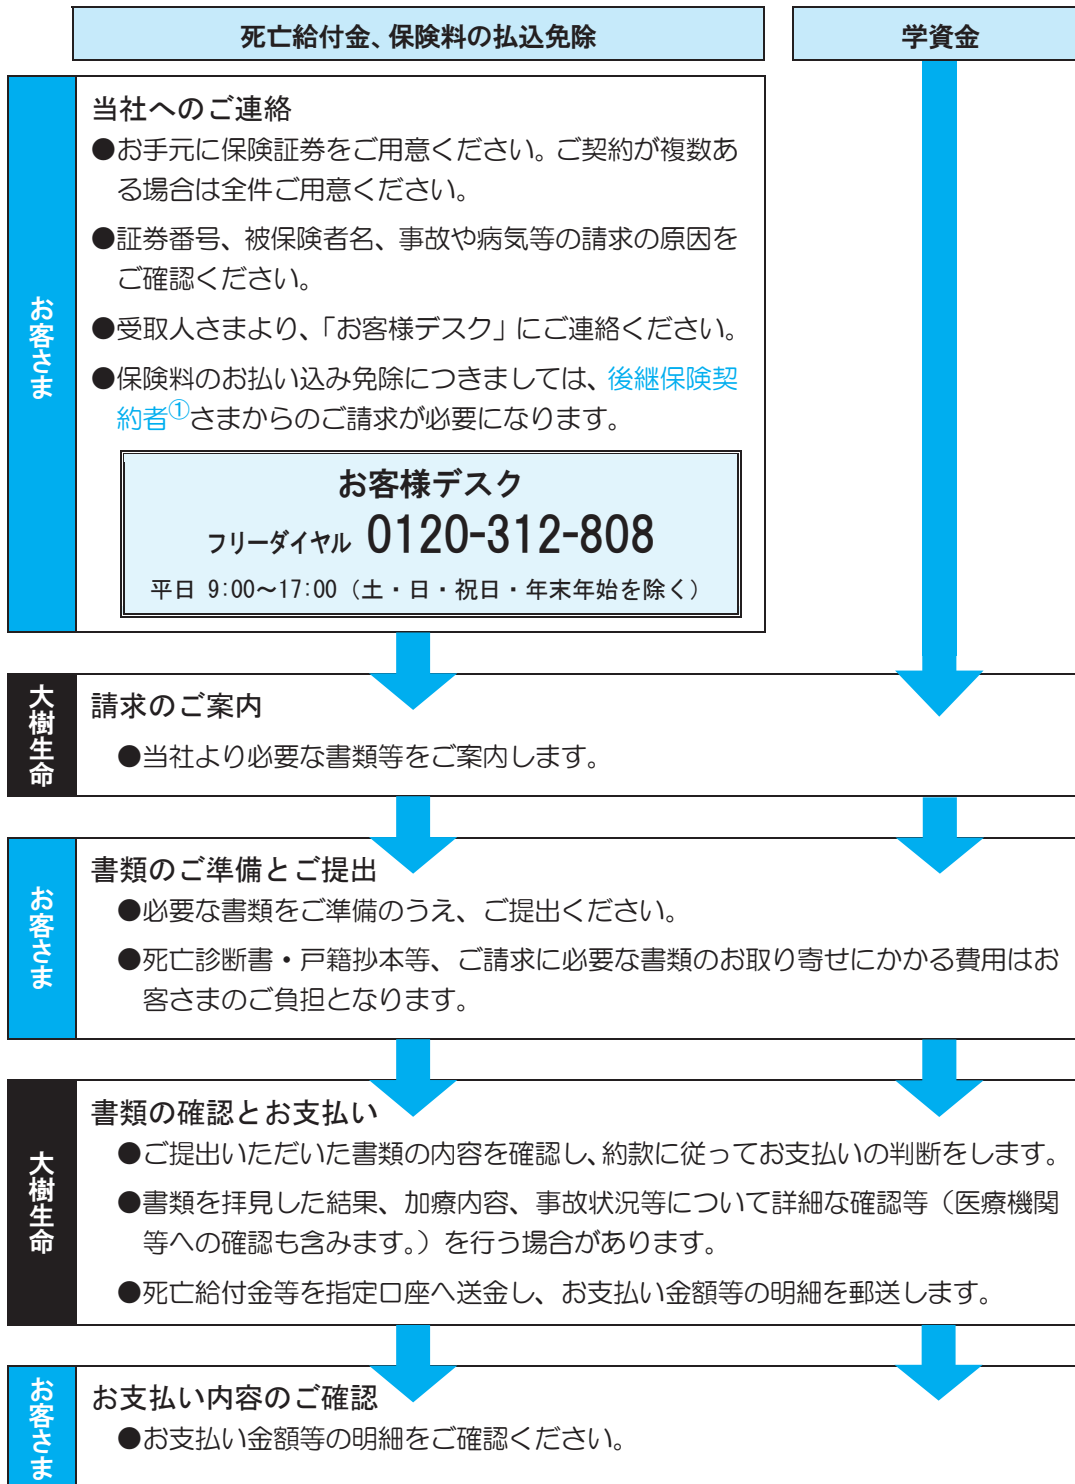 死亡給付金、保険料の払込免除
学資金
お客さま
当社へのご連絡
●お手元に保険証券をご用意ください。ご契約が複数あ
る場合は全件ご用意ください。
●証券番号、被保険者名、事故や病気等の請求の原因を
ご確認ください。
●受取人さまより、「お客様デスク」にご連絡ください。
●保険料のお払い込み免除につきましては、後継保険契
約者①さまからのご請求が必要になります。
お客様デスク
フリーダイヤル 0120-312-808
平日 9:00～17:00（土・日・祝日・年末年始を除く）
大樹生命
請求のご案内
●当社より必要な書類等をご案内します。
お客さま
書類のご準備とご提出
●必要な書類をご準備のうえ、ご提出ください。
●死亡診断書・戸籍抄本等、ご請求に必要な書類のお取り寄せにかかる費用はお
客さまのご負担となります。
大樹生命
書類の確認とお支払い
●ご提出いただいた書類の内容を確認し、約款に従ってお支払いの判断をします。
●書類を拝見した結果、加療内容、事故状況等について詳細な確認等（医療機関
等への確認も含みます。）を行う場合があります。
●死亡給付金等を指定口座へ送金し、お支払い金額等の明細を郵送します。
お客さま
お支払い内容のご確認
●お支払い金額等の明細をご確認ください。